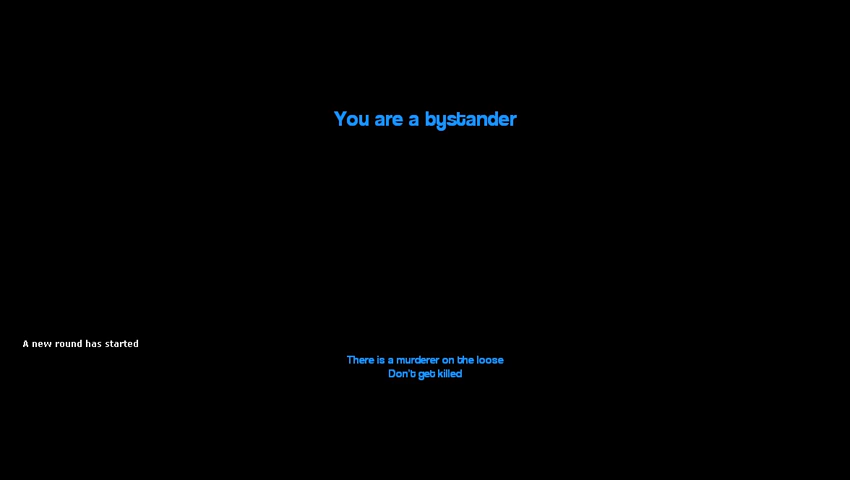 You are a bystander
A new round has started
There is a murderer on the loose
Don't get killed